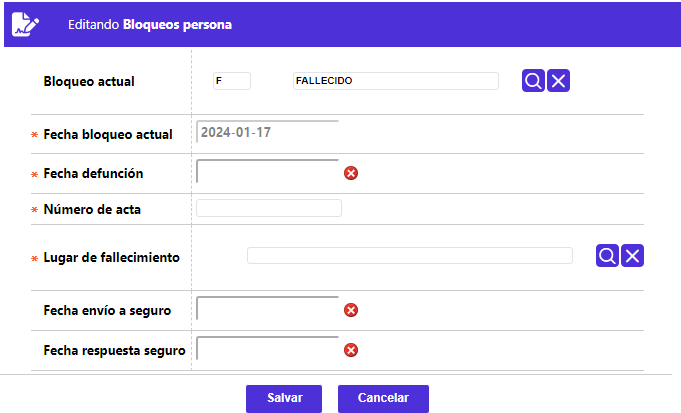 Editando Bloqueos persona
Bloqueo actual F FALLECIDO
* Fecha bloqueo actual 2024-01-17
* Fecha defunción
* Número de acta
* Lugar de fallecimiento
Fecha envío a seguro
Fecha respuesta seguro
Salvar Cancelar